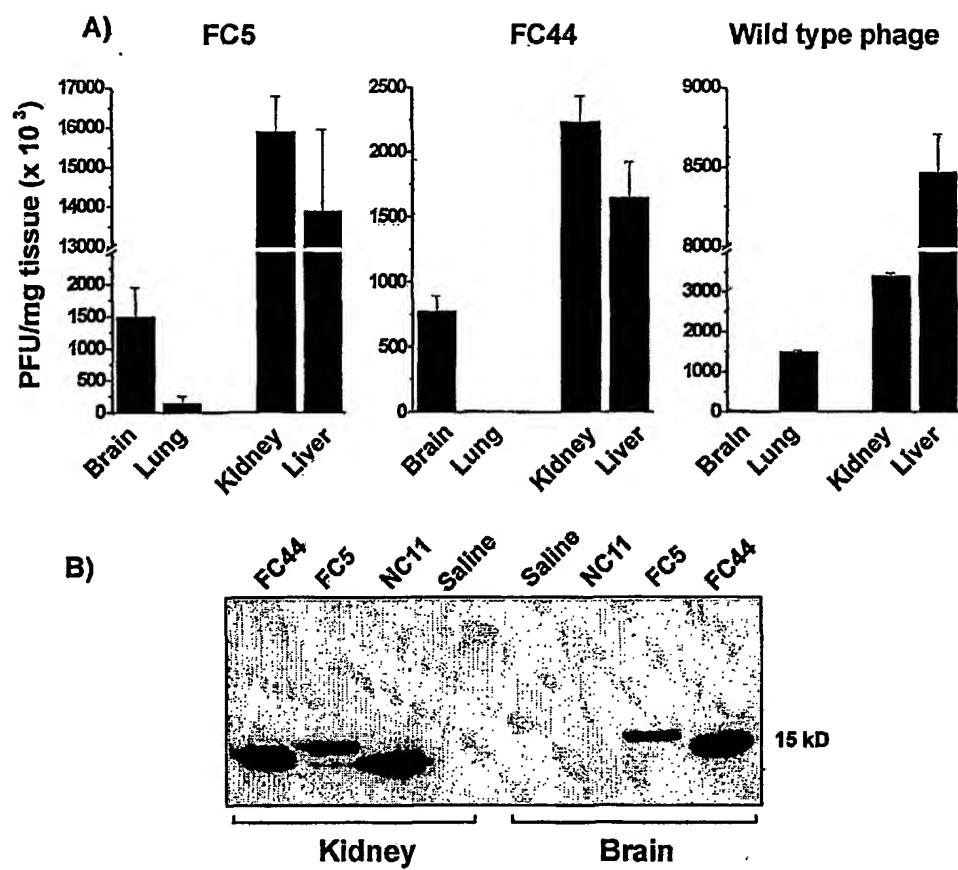 A)
FC5
FC44
Wild type phage
PFU/mg tissue (x 10³)
17000
16000
15000
14000
13000
2000
1500
1000
500
0
Brain
Lung
Kidney
Liver
2500
2000
1500
1000
500
0
Brain
Lung
Kidney
Liver
9000
8500
8000
3000
2000
1000
0
Brain
Lung
Kidney
Liver
B)
FC44
FC5
NC11
Saline
Saline
NC11
FC5
FC44
15 kD
Kidney
Brain